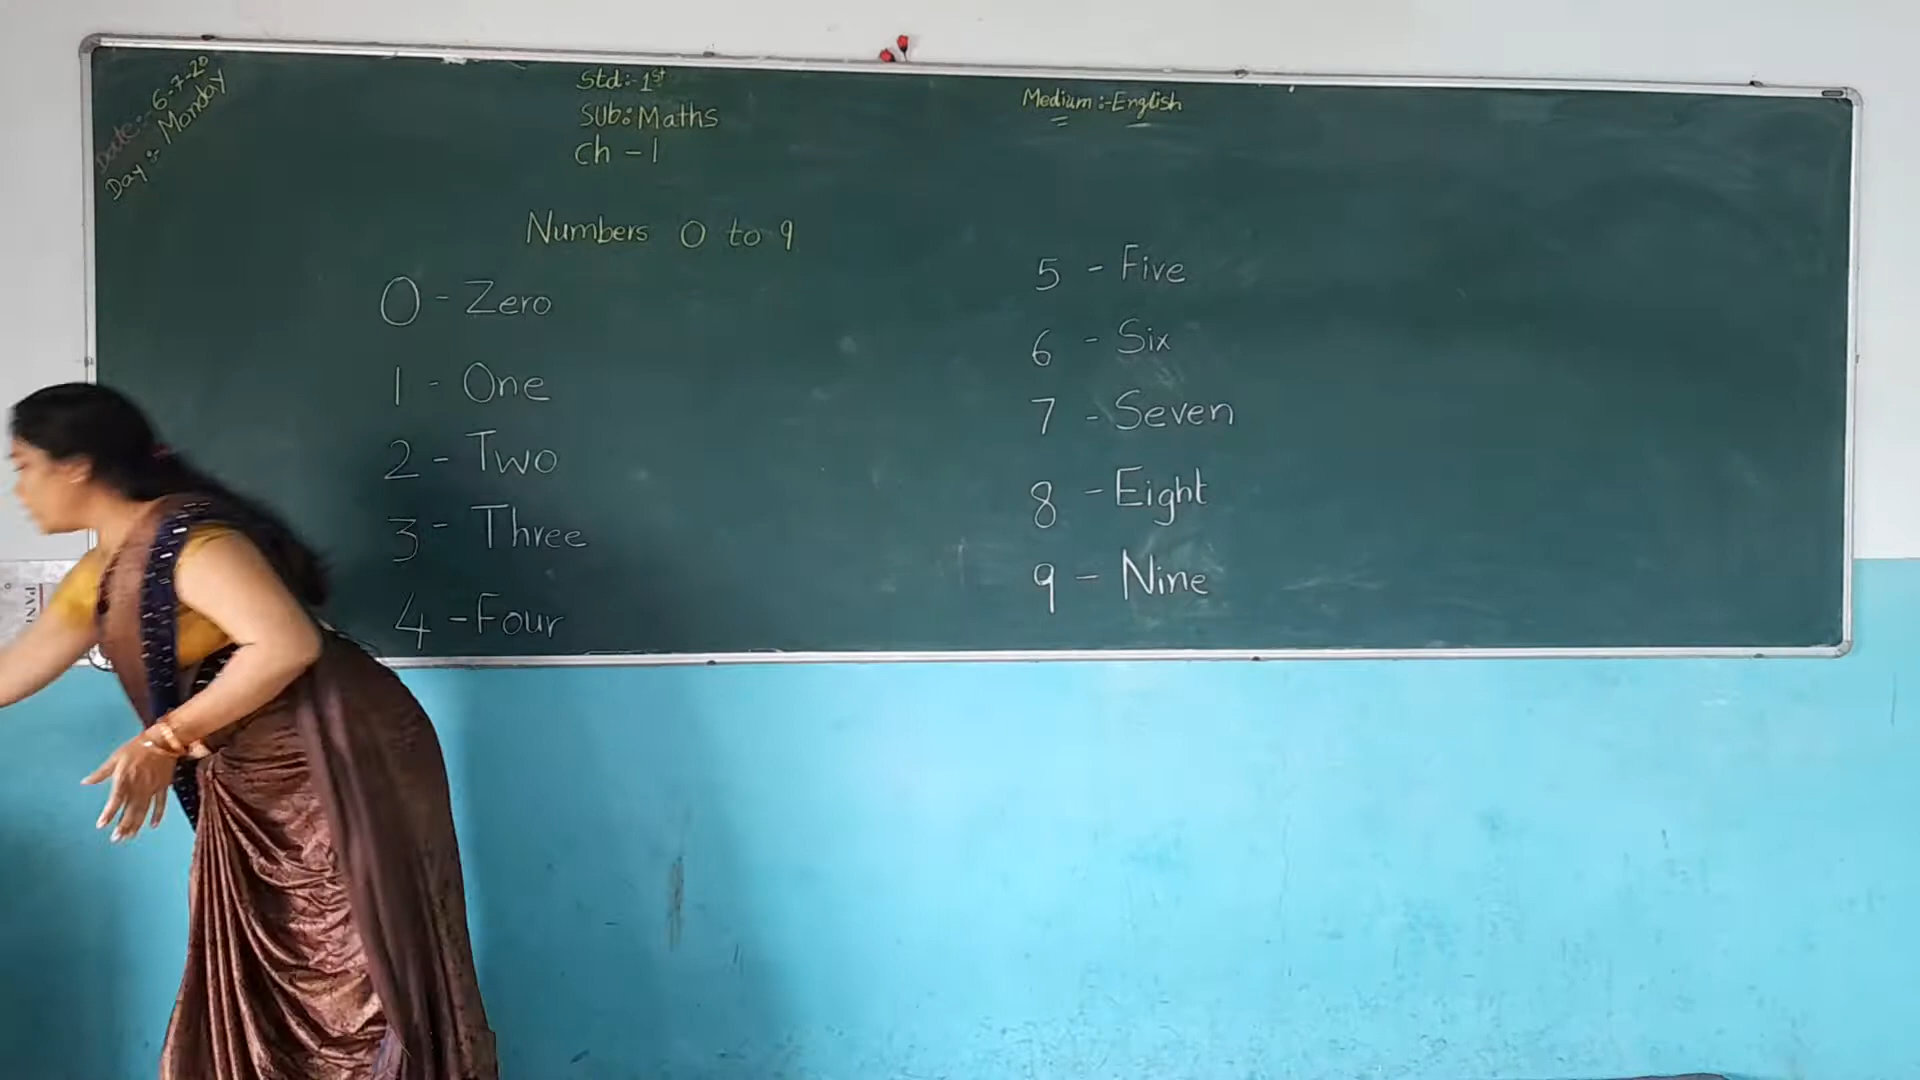 Date:- 6-7-20
Day :- Monday
Std:-1st
Sub:Maths
Ch - 1
Medium:-English
Numbers 0 to 9
0 - Zero
1 - One
2 - Two
3 - Three
4 - Four
5 - Five
6 - Six
7 - Seven
8 - Eight
9 - Nine